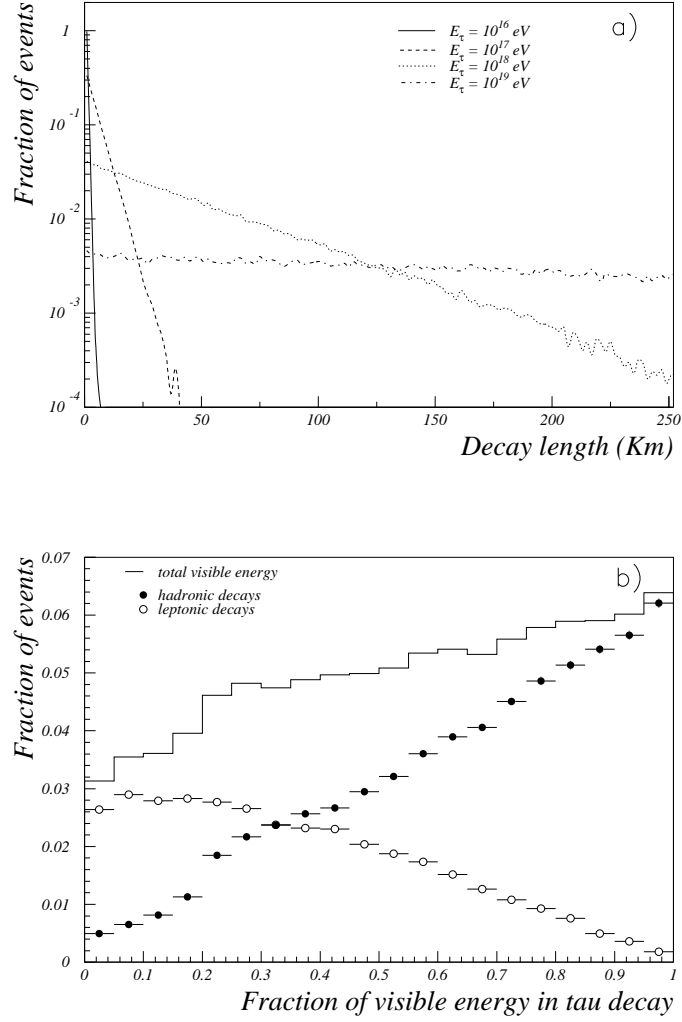 a)
E_τ = 10^16 eV
E_τ = 10^17 eV
E_τ = 10^18 eV
E_τ = 10^19 eV
Fraction of events
1
10^-1
10^-2
10^-3
10^-4
0 50 100 150 200 250
Decay length (Km)
b)
total visible energy
hadronic decays
leptonic decays
Fraction of events
0.07
0.06
0.05
0.04
0.03
0.02
0.01
0
0 0.1 0.2 0.3 0.4 0.5 0.6 0.7 0.8 0.9 1
Fraction of visible energy in tau decay